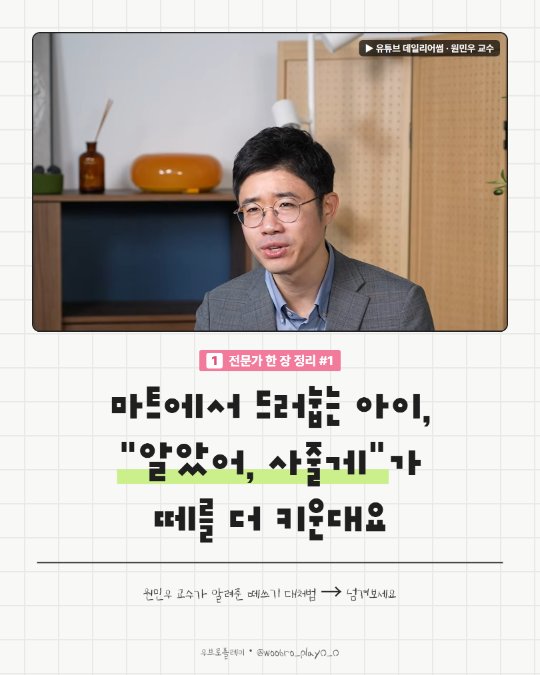 ▶ 유튜브 데일리어썸 · 원민우 교수
1 전문가 한 장 정리 #1
마트에서 드러눕는 아이,
"알았어, 사줄게"가
떼를 더 키운대요
원민우 교수가 알려준 떼쓰기 대처법 → 넘겨보세요
우브로플레이 • @woobro_play0_0